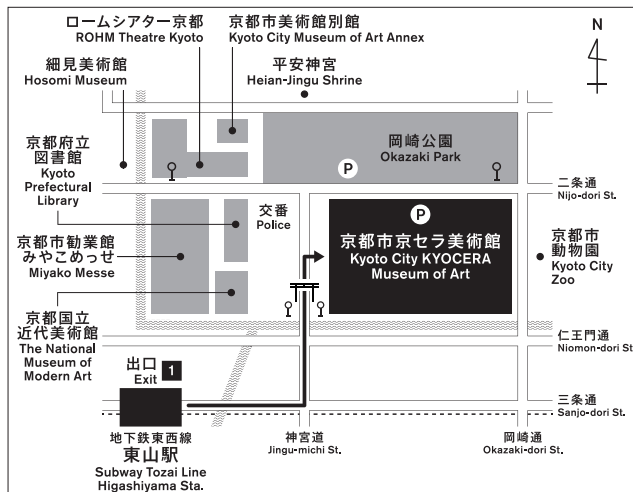 ロームシアター京都
ROHM Theatre Kyoto
京都市美術館別館
Kyoto City Museum of Art Annex
N
細見美術館
Hosomi Museum
平安神宮
Heian-Jingu Shrine
京都府立
図書館
Kyoto
Prefectural
Library
岡崎公園
Okazaki Park
P
二条通
Nijo-dori St.
交番
Police
P
京都市京セラ美術館
Kyoto City KYOCERA
Museum of Art
京都市
動物園
Kyoto City
Zoo
京都市勧業館
みやこめっせ
Miyako Messe
京都国立
近代美術館
The National
Museum of
Modern Art
仁王門通
Niomon-dori St.
出口
Exit
1
三条通
Sanjo-dori St.
地下鉄東西線
東山駅
Subway Tozai Line
Higashiyama Sta.
神宮道
Jingu-michi St.
岡崎通
Okazaki-dori St.